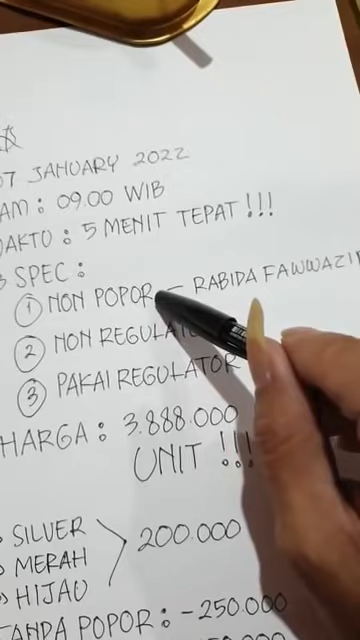 07 JANUARY 2022
JAM : 09.00 WIB
WAKTO : 5 MENIT TEPAT !!!
3 SPEC :
① NON POPOR — RABIDA FAWWAZIE
② NON REGULATOR
③ PAKAI REGULATOR
HARGA : 3.888.000
UNIT !!!
SILVER
MERAH 200.000
HIJAU
TANPA POPOR : -250.000